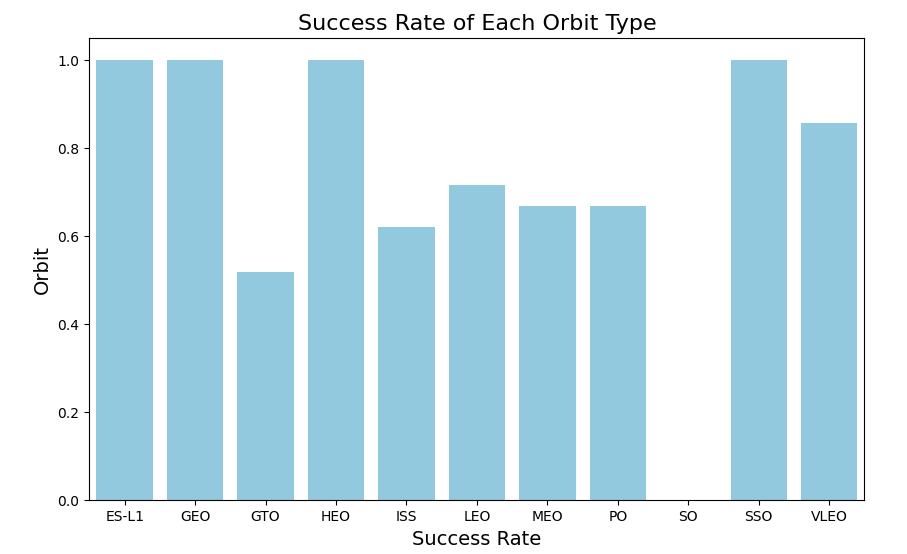 Success Rate of Each Orbit Type
Orbit
1.0
0.8
0.6
0.4
0.2
0.0
ES-L1 GEO GTO HEO ISS LEO MEO PO SO SSO VLEO
Success Rate